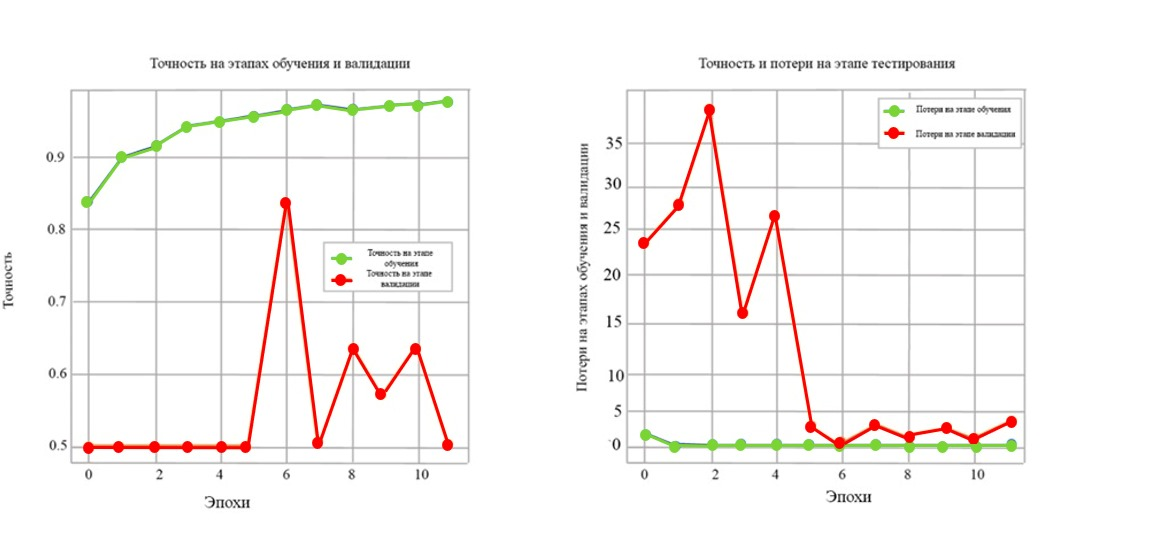 Точность на этапах обучения и валидации
Точность
0.9
0.8
0.7
0.6
0.5
0
2
4
6
8
10
Эпохи
Точность на этапе
обучения
Точность на этапе
валидации
Точность и потери на этапе тестирования
Потери на этапах обучения и валидации
35
30
25
20
15
10
5
0
0
2
4
6
8
10
Эпохи
Потери на этапе обучения
Потери на этапе валидации